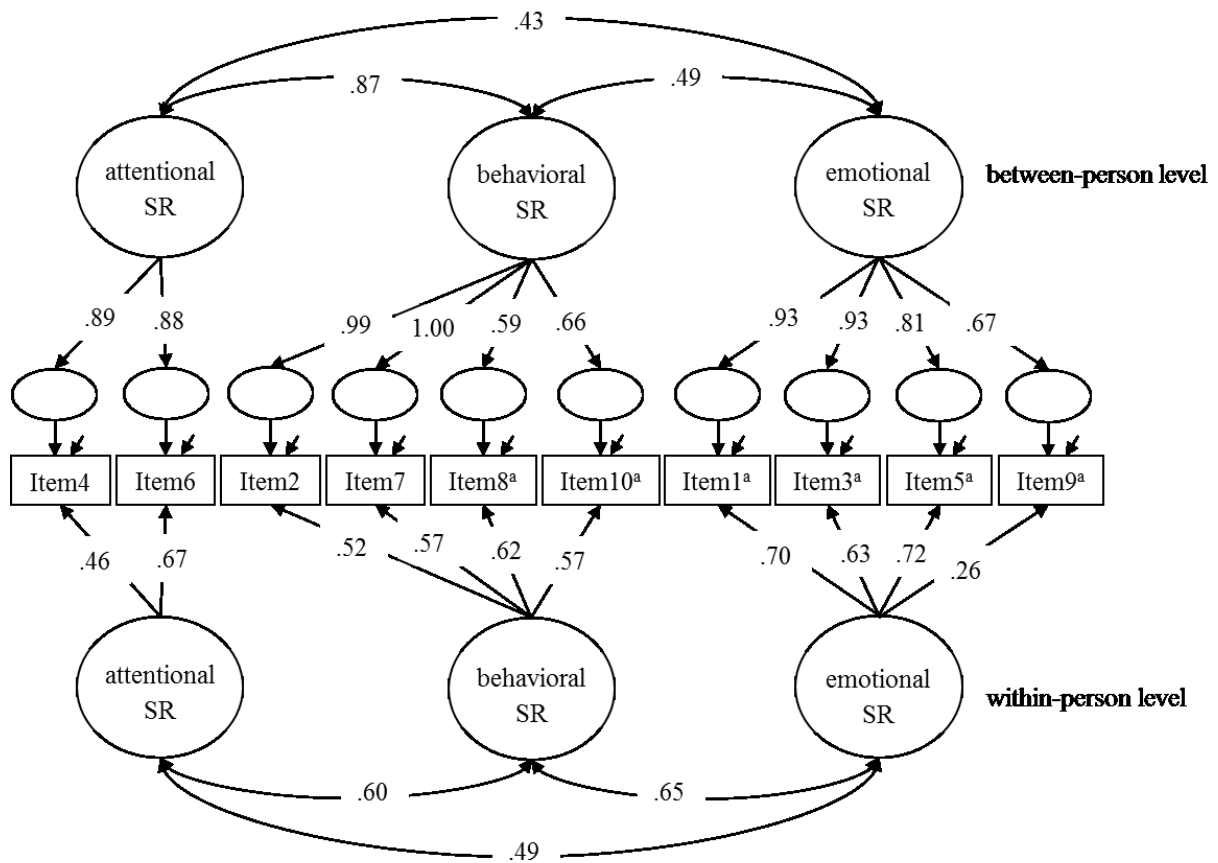 .43
.87
.49
attentional
SR
behavioral
SR
emotional
SR
between-person level
.89
.88
.99
1.00
.59
.66
.93
.93
.81
.67
Item4
Item6
Item2
Item7
Item8ᵃ
Item10ᵃ
Item1ᵃ
Item3ᵃ
Item5ᵃ
Item9ᵃ
.46
.67
.52
.57
.62
.57
.70
.63
.72
.26
attentional
SR
behavioral
SR
emotional
SR
within-person level
.60
.65
.49